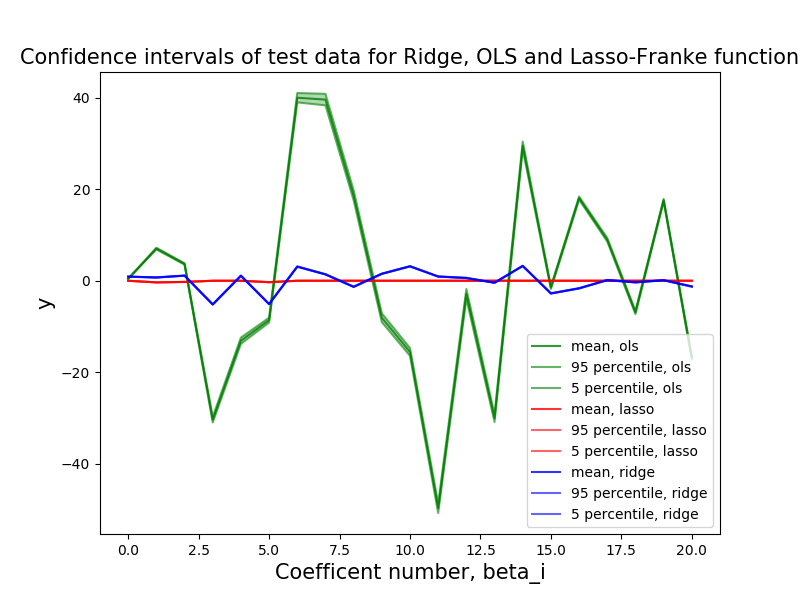 Confidence intervals of test data for Ridge, OLS and Lasso-Franke function
40
20
0
−20
−40
y
mean, ols
95 percentile, ols
5 percentile, ols
mean, lasso
95 percentile, lasso
5 percentile, lasso
mean, ridge
95 percentile, ridge
5 percentile, ridge
0.0 2.5 5.0 7.5 10.0 12.5 15.0 17.5 20.0
Coefficent number, beta_i